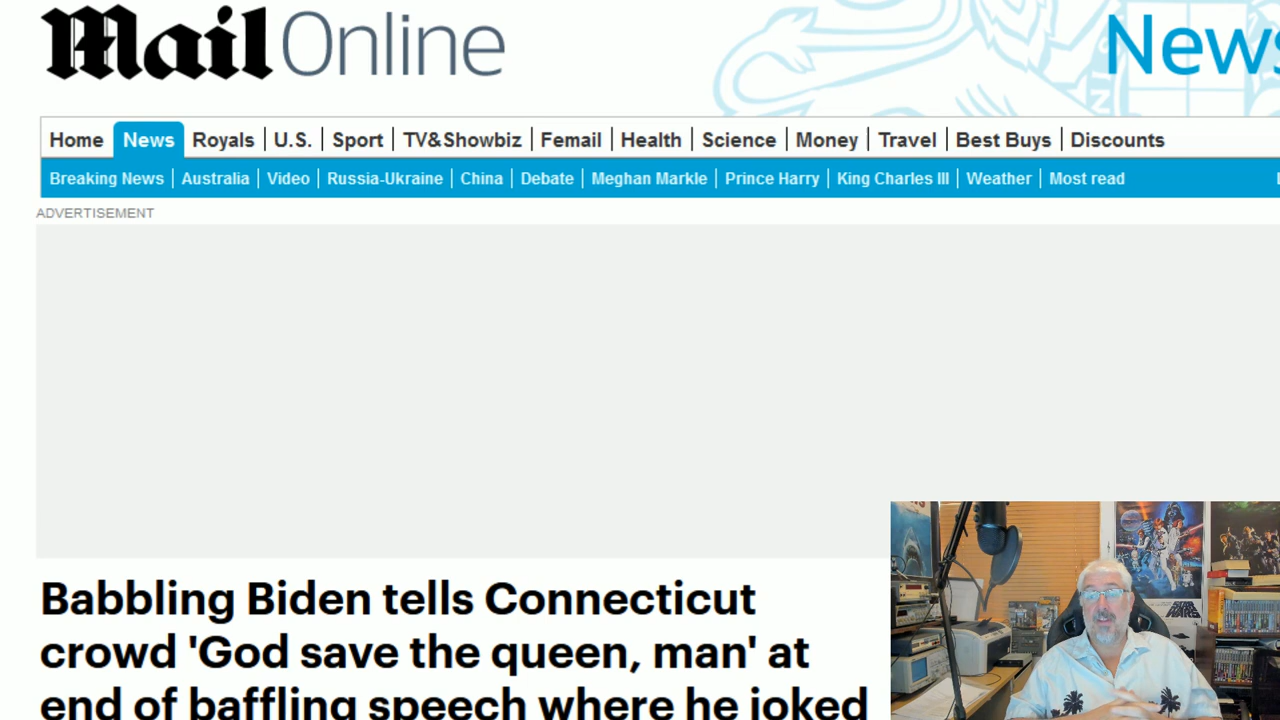 Mail Online
News
Home News Royals U.S. Sport TV&Showbiz Femail Health Science Money Travel Best Buys Discounts
Breaking News Australia Video Russia-Ukraine China Debate Meghan Markle Prince Harry King Charles III Weather Most read
ADVERTISEMENT
Babbling Biden tells Connecticut
crowd 'God save the queen, man' at
end of baffling speech where he joked
STAR
WARS